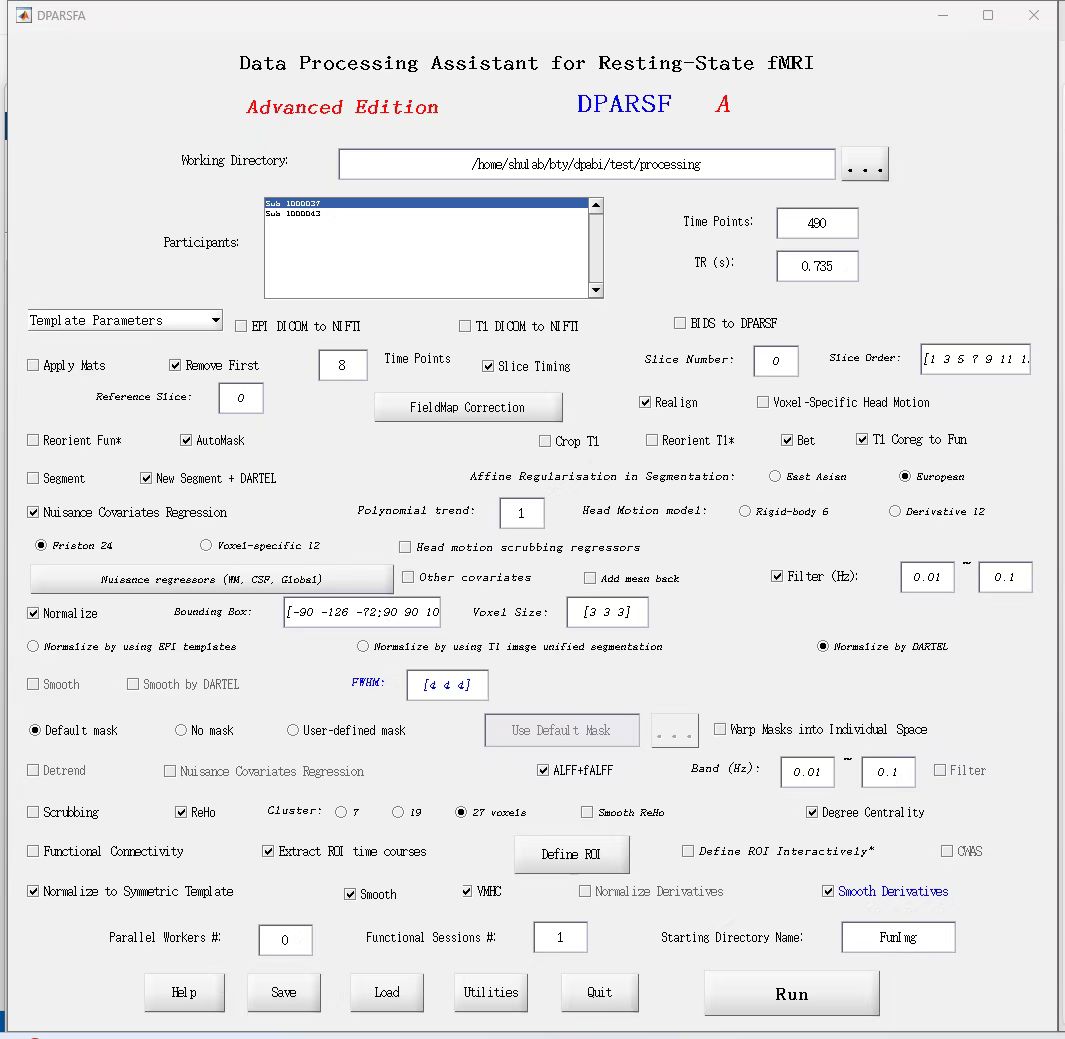 DPARSFA
Data Processing Assistant for Resting-State fMRI
Advanced Edition DPARSF A
Working Directory: /home/shulab/bty/dpabi/test/processing ...
Participants: Sub 1000037
Sub 1000043
Time Points: 490
TR (s): 0.735
Template Parameters EPI DICOM to NIFTI T1 DICOM to NIFTI BIDS to DPARSF
Apply Mats Remove First 8 Time Points Slice Timing Slice Number: 0 Slice Order: [1 3 5 7 9 11 1.
Reference Slice: 0 FieldMap Correction Realign Voxel-Specific Head Motion
Reorient Fun* AutoMask Crop T1 Reorient T1* Bet T1 Coreg to Fun
Segment New Segment + DARTEL Affine Regularisation in Segmentation: East Asian European
Nuisance Covariates Regression Polynomial trend: 1 Head Motion model: Rigid-body 6 Derivative 12
Friston 24 Voxel-specific 12 Head motion scrubbing regressors
Nuisance regressors (WM, CSF, Global) Other covariates Add mean back Filter (Hz): 0.01 ~ 0.1
Normalize Bounding Box: [-90 -126 -72;90 90 10 Voxel Size: [3 3 3]
Normalize by using EPI templates Normalize by using T1 image unified segmentation Normalize by DARTEL
Smooth Smooth by DARTEL FWHM: [4 4 4]
Default mask No mask User-defined mask Use Default Mask ... Warp Masks into Individual Space
Detrend Nuisance Covariates Regression ALFF+fALFF Band (Hz): 0.01 ~ 0.1 Filter
Scrubbing ReHo Cluster: 7 19 27 voxels Smooth ReHo Degree Centrality
Functional Connectivity Extract ROI time courses Define ROI Define ROI Interactively* CWAS
Normalize to Symmetric Template Smooth VMHC Normalize Derivatives Smooth Derivatives
Parallel Workers #: 0 Functional Sessions #: 1 Starting Directory Name: FunImg
Help Save Load Utilities Quit Run